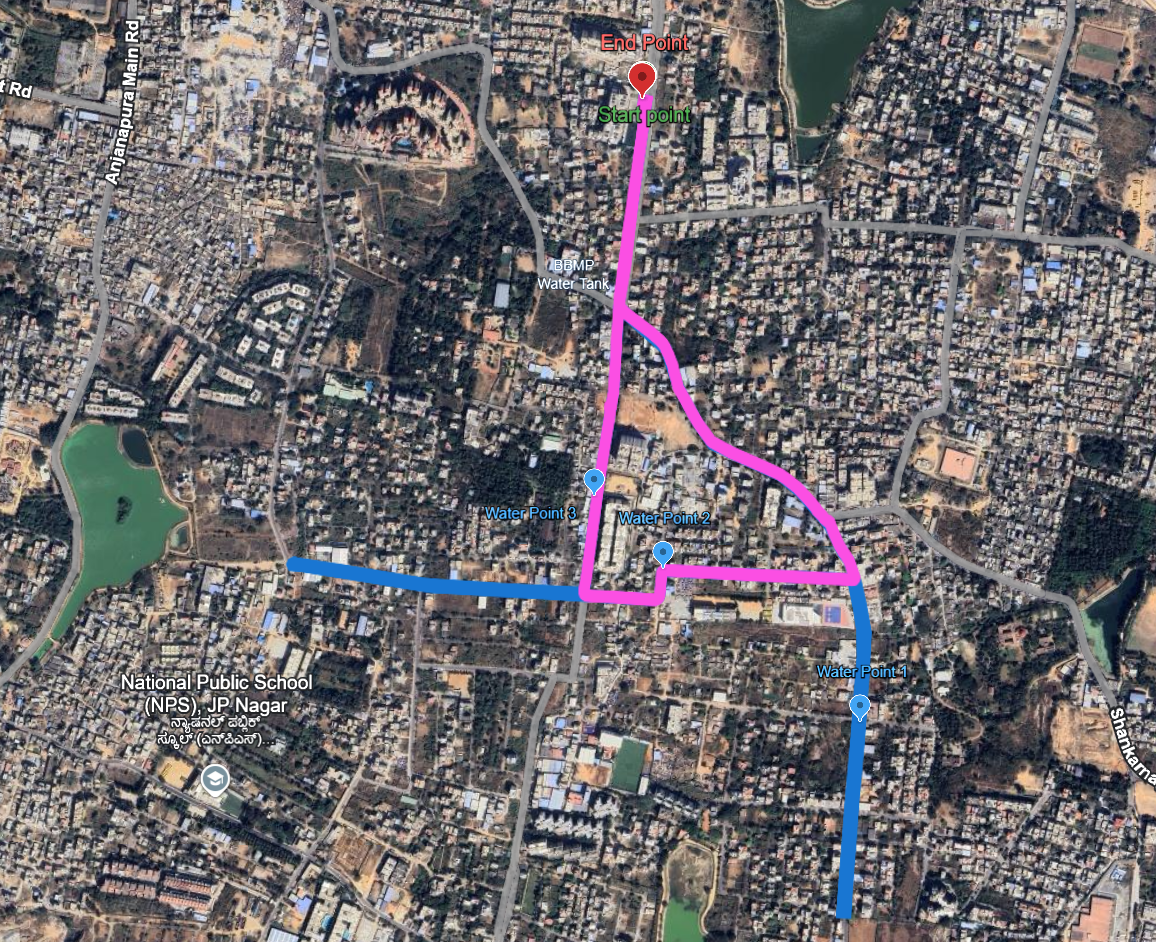 End Point
Start point
Anjanapura Main Rd
t Rd
BBMP
Water Tank
Water Point 3
Water Point 2
Water Point 1
National Public School
(NPS), JP Nagar
ನ್ಯಾಷನಲ್ ಪಬ್ಲಿಕ್
ಸ್ಕೂಲ್ (ಎನ್‌ಪಿಎಸ್)...
Shankarna